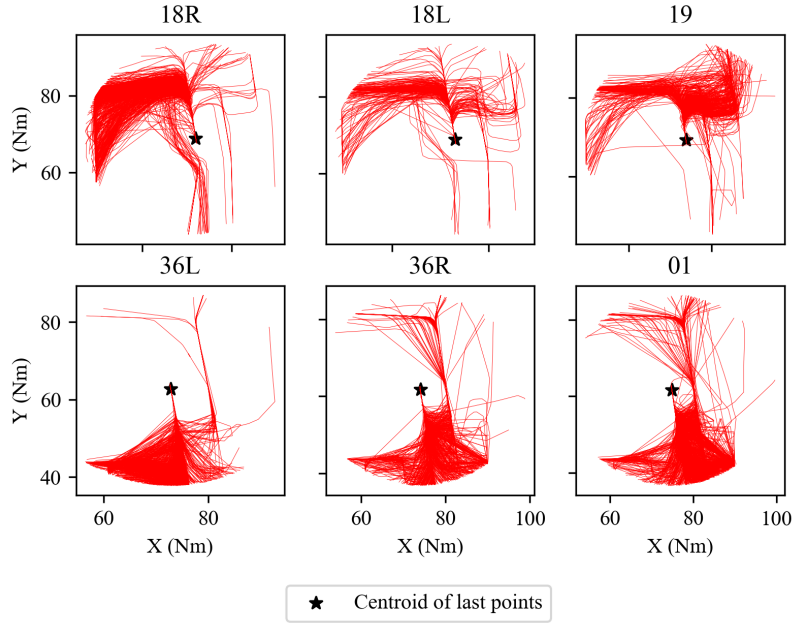 18R 18L 19
80
60
Y (Nm)
36L 36R 01
80
60
40
Y (Nm)
60 80 60 80 100 60 80 100
X (Nm) X (Nm) X (Nm)
Centroid of last points